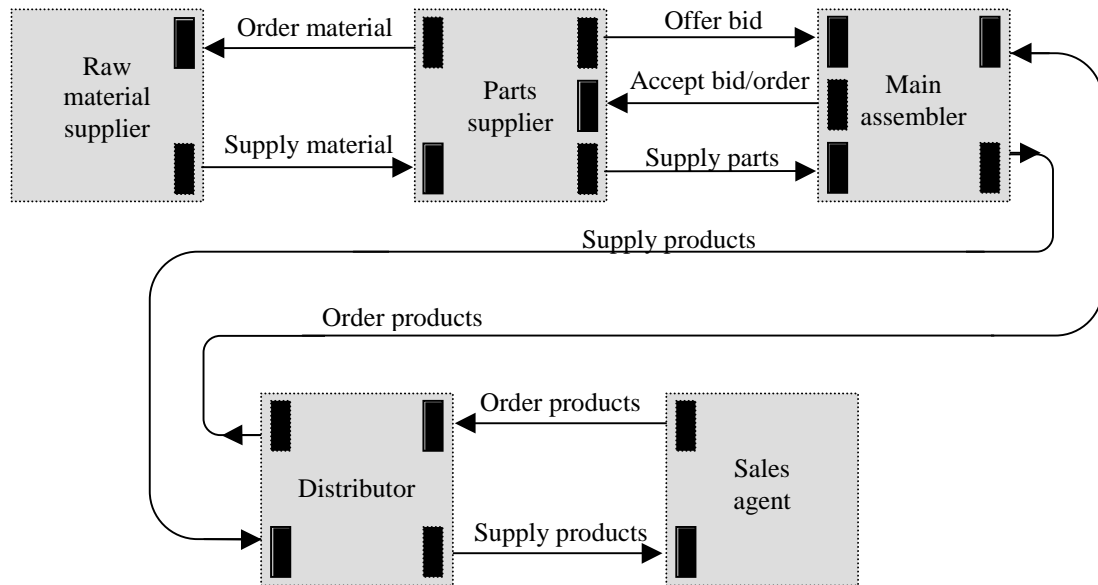 Order material
Offer bid
Raw
material
supplier
Parts
supplier
Accept bid/order
Main
assembler
Supply material
Supply parts
Supply products
Order products
Order products
Distributor
Sales
agent
Supply products